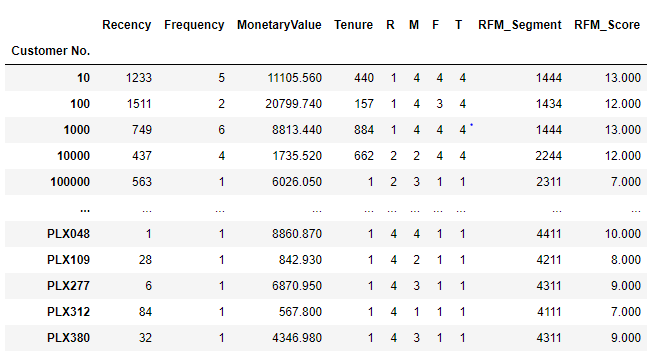 Recency Frequency MonetaryValue Tenure R M F T RFM_Segment RFM_Score
Customer No.
10 1233 5 11105.560 440 1 4 4 4 1444 13.000
100 1511 2 20799.740 157 1 4 3 4 1434 12.000
1000 749 6 8813.440 884 1 4 4 4 1444 13.000
10000 437 4 1735.520 662 2 2 4 4 2244 12.000
100000 563 1 6026.050 1 2 3 1 1 2311 7.000
... ... ... ... ... ... ... ... ... ... ...
PLX048 1 1 8860.870 1 4 4 1 1 4411 10.000
PLX109 28 1 842.930 1 4 2 1 1 4211 8.000
PLX277 6 1 6870.950 1 4 3 1 1 4311 9.000
PLX312 84 1 567.800 1 4 1 1 1 4111 7.000
PLX380 32 1 4346.980 1 4 3 1 1 4311 9.000